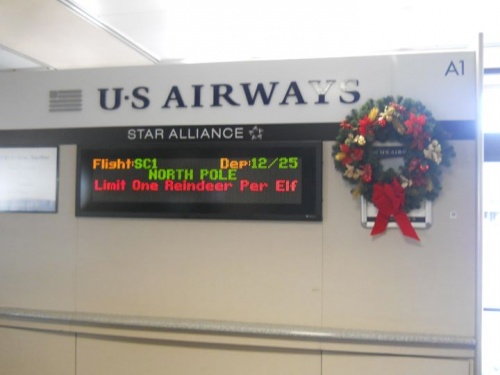 A1
U·S AIRWAYS
STAR ALLIANCE
Flight:SC1 Dep:12/25
NORTH POLE
Limit One Reindeer Per Elf